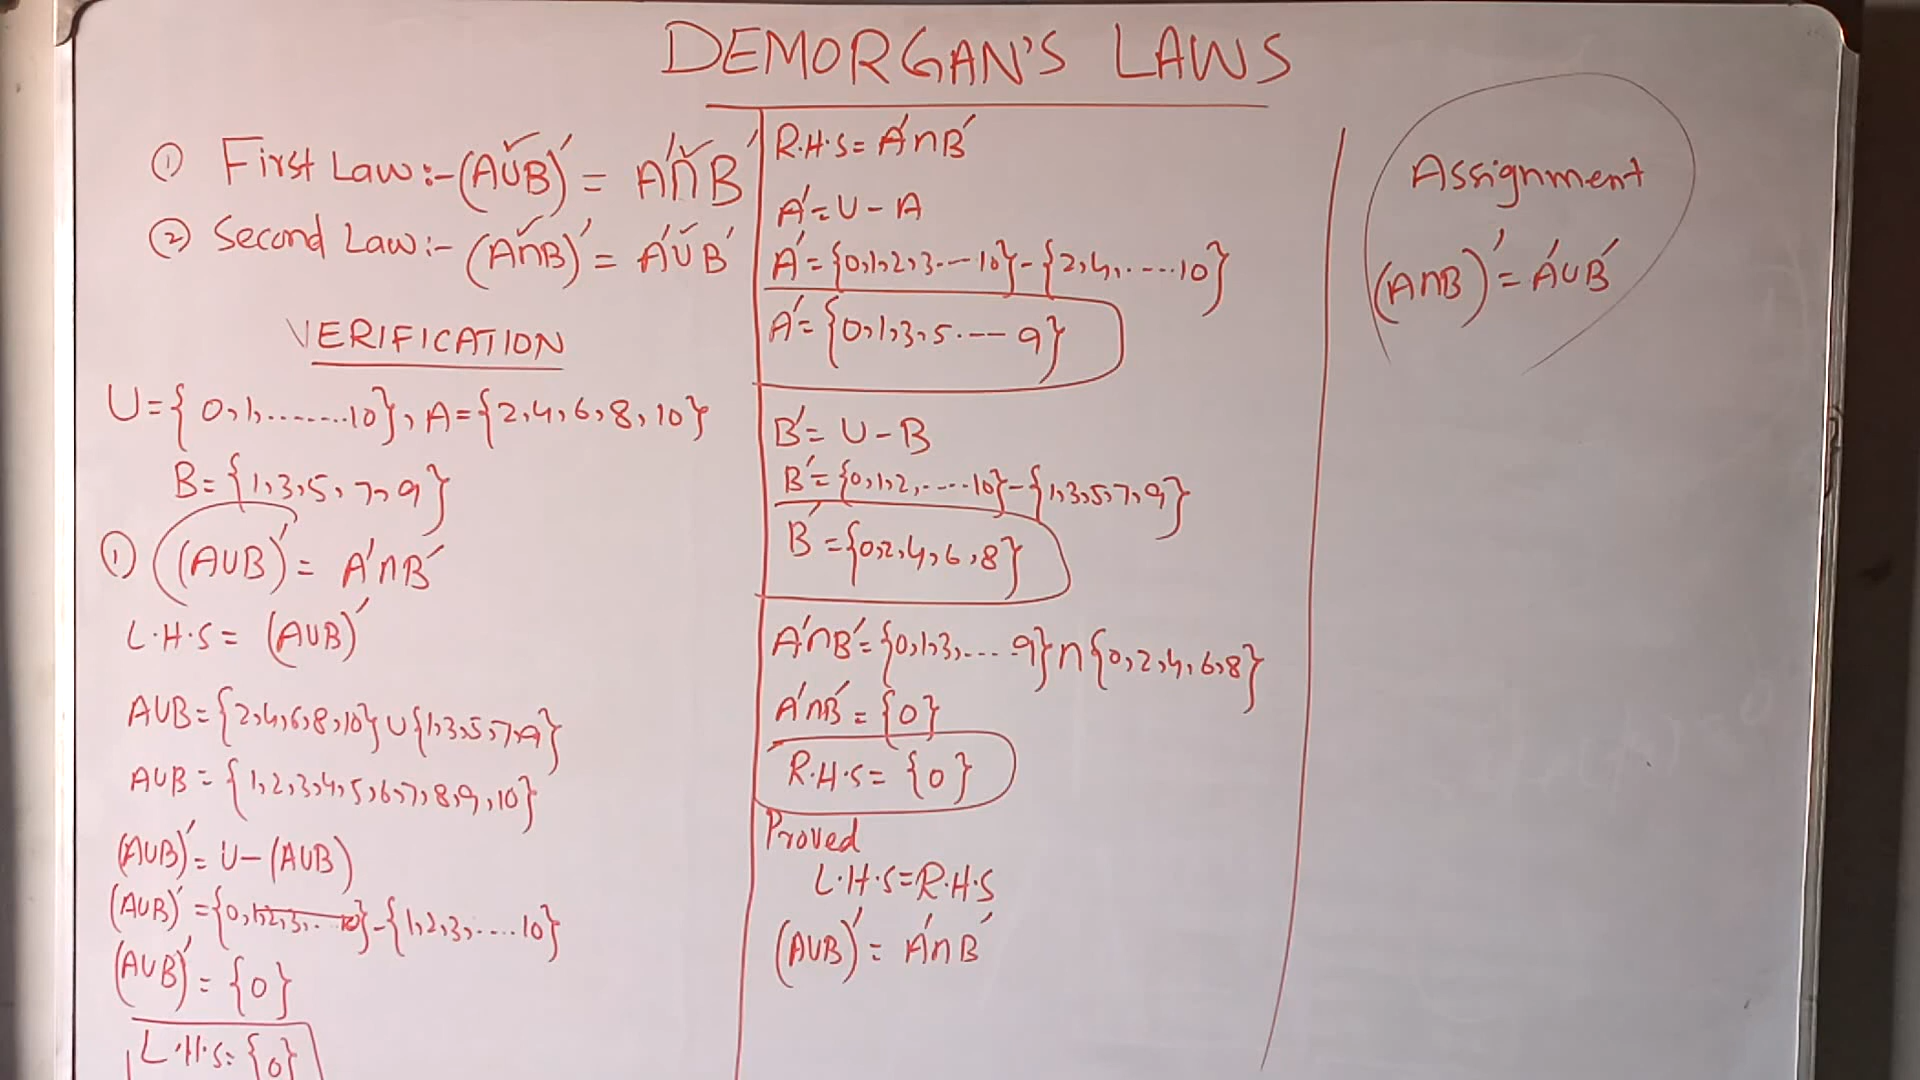 DEMORGAN'S LAWS
① First Law:-(A∪B)′ = A′∩B′
② Second Law:- (A∩B)′ = A′∪B′
VERIFICATION
U={0,1,.......10}, A={2,4,6,8,10}
B={1,3,5,7,9}
① (A∪B)′ = A′∩B′
L.H.S = (A∪B)′
A∪B={2,4,6,8,10}∪{1,3,5,7,9}
A∪B={1,2,3,4,5,6,7,8,9,10}
(A∪B)′=U-(A∪B)
(A∪B)′={0,1,2,3,...10}-{1,2,3,....10}
(A∪B)′={0}
L.H.S={0}
R.H.S=A′∩B′
A′=U-A
A′={0,1,2,3.--10}-{2,4,.....10}
A′={0,1,3,5.--- 9}
B′=U-B
B′={0,1,2,.....10}-{1,3,5,7,9}
B′={0,2,4,6,8}
A′∩B′={0,1,3,....9}∩{0,2,4,6,8}
A′∩B′={0}
R.H.S={0}
Proved
L.H.S=R.H.S
(A∪B)′=A′∩B′
Assignment
(A∩B)′=A′∪B′